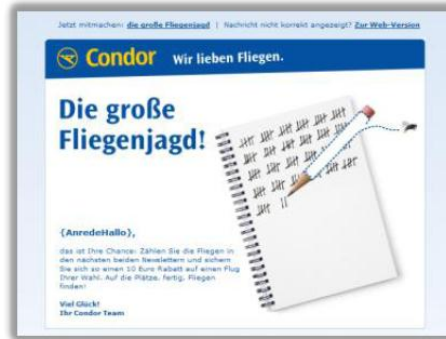 Jetzt mitmachen: die große Fliegenjagd | Nachricht nicht korrekt angezeigt? Zur Web-Version
Condor Wir lieben Fliegen.
Die große
Fliegenjagd!
{AnredeHallo},
das ist Ihre Chance: Zählen Sie die Fliegen in
den nächsten beiden Newslettern und sichern
Sie sich so einen 10 Euro Rabatt auf einen Flug
Ihrer Wahl. Auf die Plätze, fertig, Fliegen
finden!
Viel Glück!
Ihr Condor Team